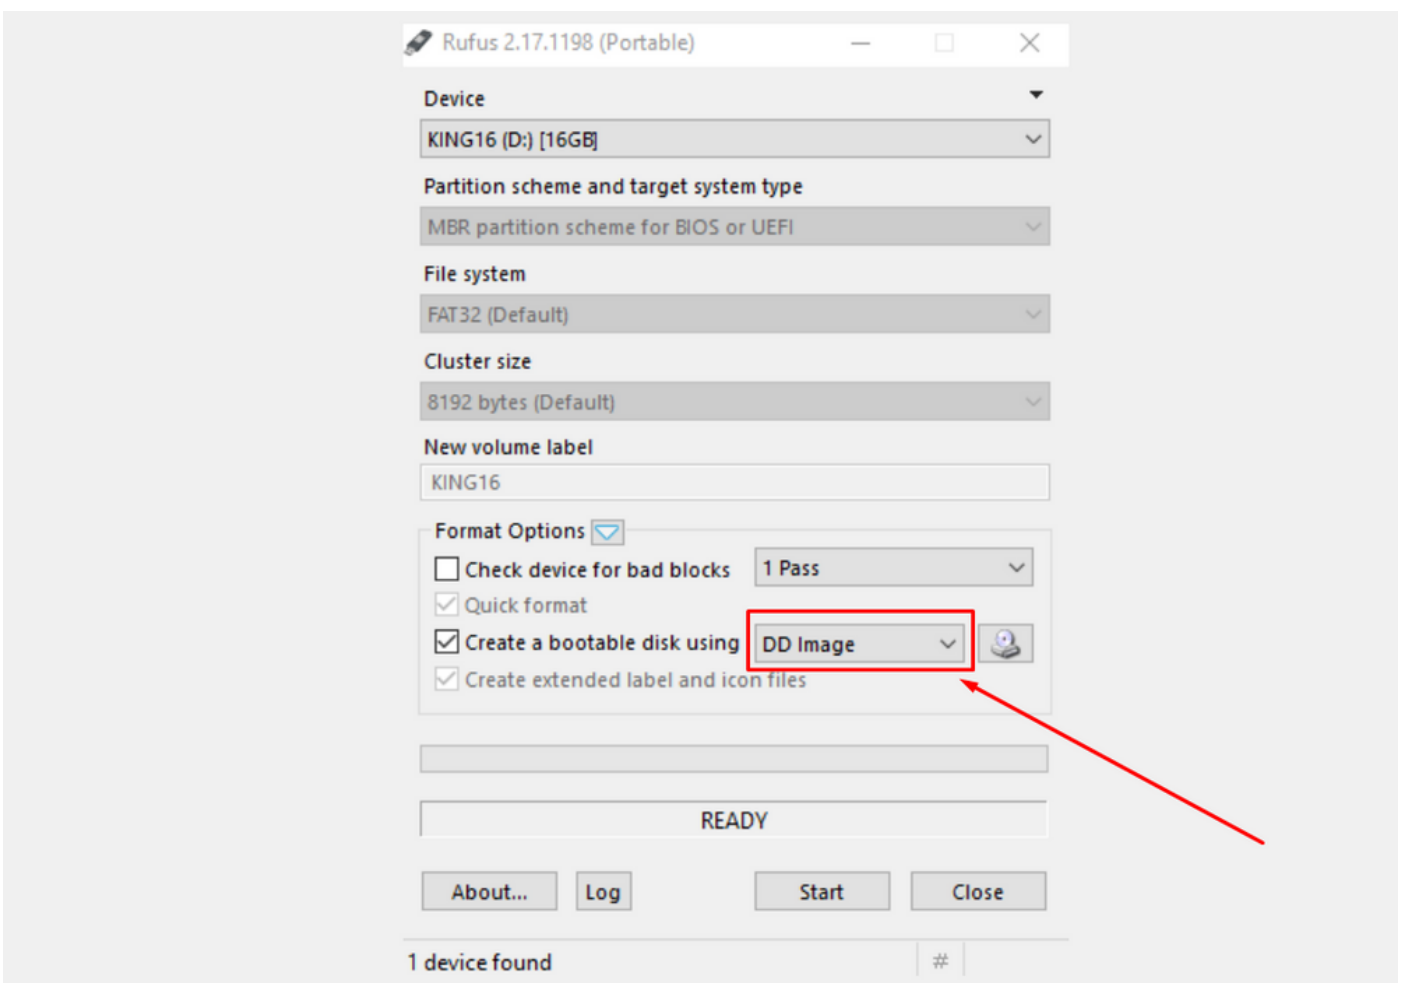 Rufus 2.17.1198 (Portable)
Device
KING16 (D:) [16GB]
Partition scheme and target system type
MBR partition scheme for BIOS or UEFI
File system
FAT32 (Default)
Cluster size
8192 bytes (Default)
New volume label
KING16
Format Options
Check device for bad blocks 1 Pass
Quick format
Create a bootable disk using DD Image
Create extended label and icon files
READY
About... Log Start Close
1 device found #